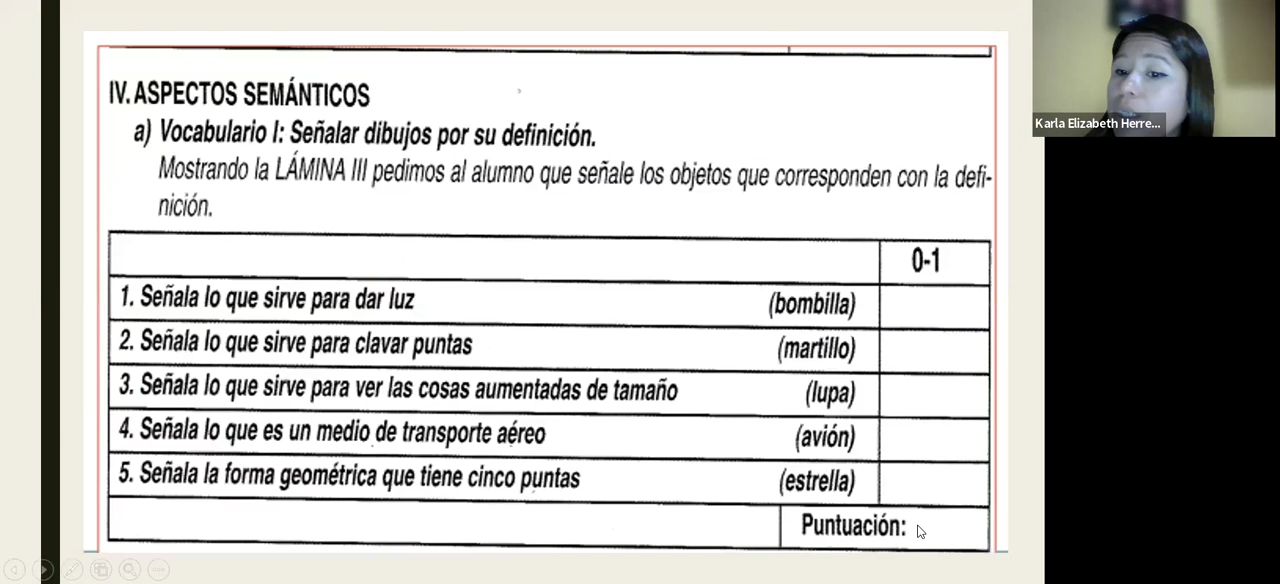 IV. ASPECTOS SEMÁNTICOS
a) Vocabulario I: Señalar dibujos por su definición.
Mostrando la LÁMINA III pedimos al alumno que señale los objetos que corresponden con la defi-
nición.
0-1
1. Señala lo que sirve para dar luz (bombilla)
2. Señala lo que sirve para clavar puntas (martillo)
3. Señala lo que sirve para ver las cosas aumentadas de tamaño (lupa)
4. Señala lo que es un medio de transporte aéreo (avión)
5. Señala la forma geométrica que tiene cinco puntas (estrella)
Puntuación:
Karla Elizabeth Herre...